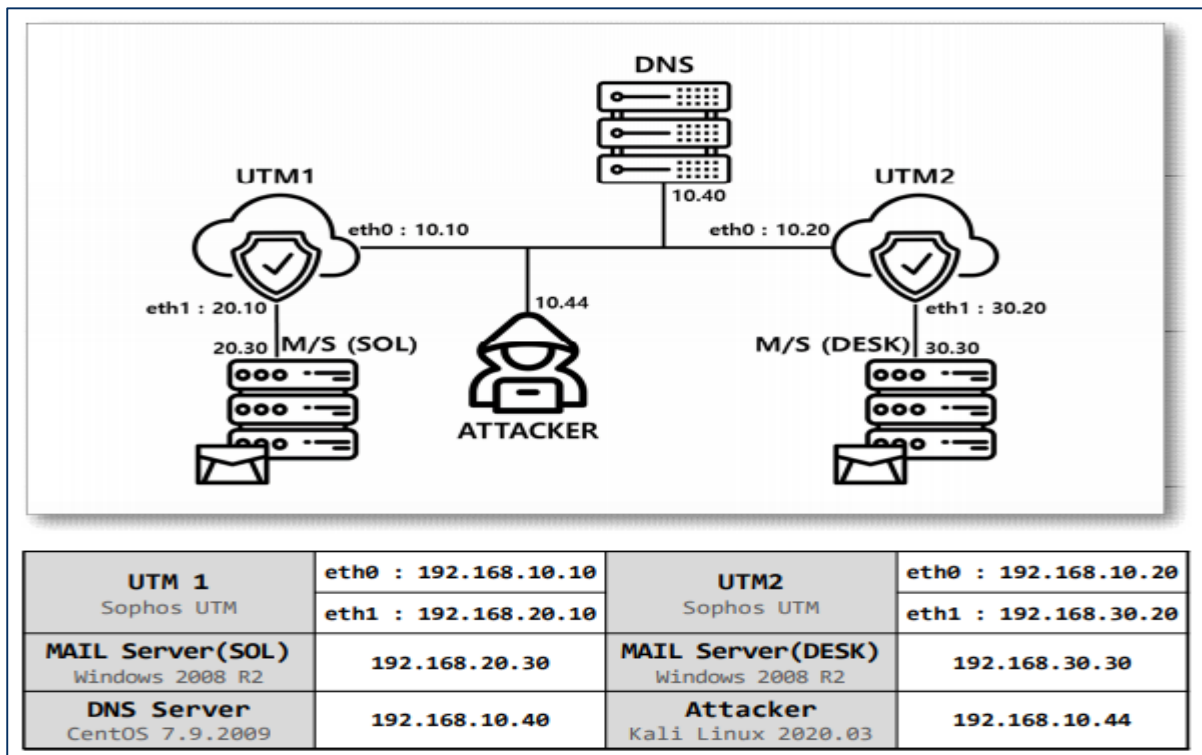 DNS
10.40
UTM1
UTM2
eth0 : 10.10
eth0 : 10.20
eth1 : 20.10
10.44
eth1 : 30.20
20.30 M/S (SOL)
M/S (DESK) 30.30
ATTACKER
UTM 1
Sophos UTM
eth0 : 192.168.10.10
eth1 : 192.168.20.10
UTM2
Sophos UTM
eth0 : 192.168.10.20
eth1 : 192.168.30.20
MAIL Server(SOL)
Windows 2008 R2
192.168.20.30
MAIL Server(DESK)
Windows 2008 R2
192.168.30.30
DNS Server
CentOS 7.9.2009
192.168.10.40
Attacker
Kali Linux 2020.03
192.168.10.44